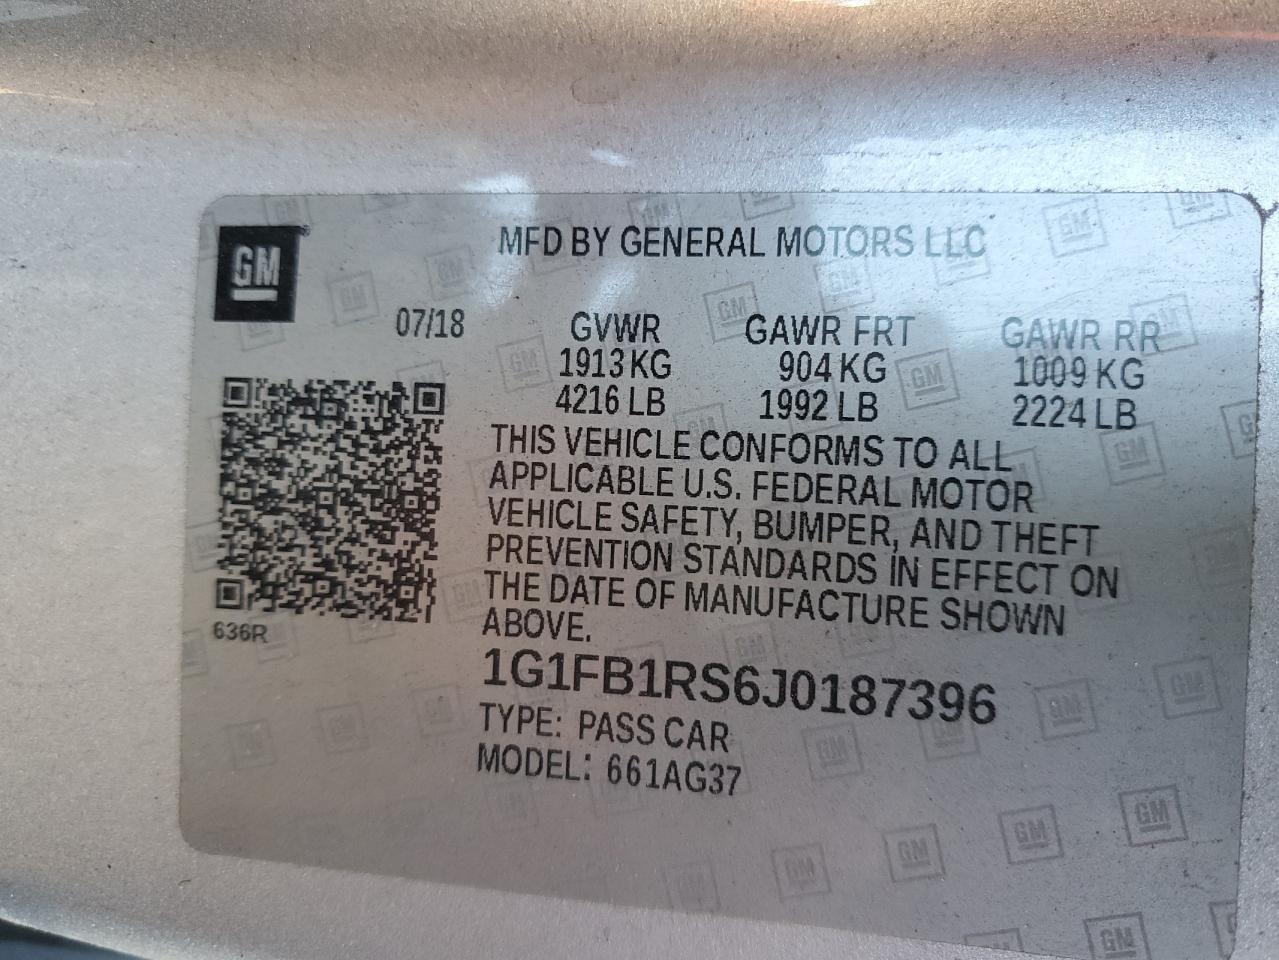 GM
MFD BY GENERAL MOTORS LLC
07/18
GVWR GAWR FRT GAWR RR
1913 KG 904 KG 1009 KG
4216 LB 1992 LB 2224 LB
THIS VEHICLE CONFORMS TO ALL
APPLICABLE U.S. FEDERAL MOTOR
VEHICLE SAFETY, BUMPER, AND THEFT
PREVENTION STANDARDS IN EFFECT ON
THE DATE OF MANUFACTURE SHOWN
ABOVE.
636R
1G1FB1RS6J0187396
TYPE: PASS CAR
MODEL: 661AG37